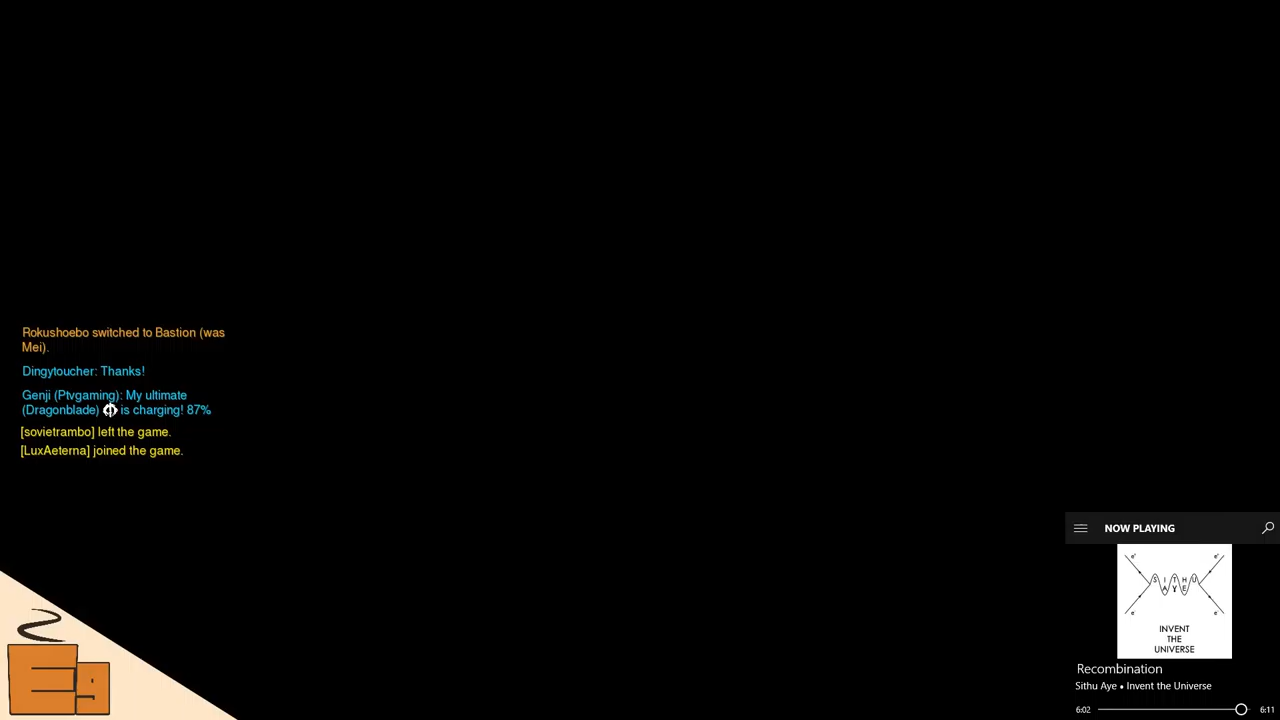 Rokushoebo switched to Bastion (was
Mei).
Dingytoucher: Thanks!
Genji (Ptvgaming): My ultimate
(Dragonblade) is charging! 87%
[sovietrambo] left the game.
[LuxAeterna] joined the game.
NOW PLAYING
S I T H U
A Y E
e⁻ e⁻
e⁻ e⁻
INVENT
THE
UNIVERSE
Recombination
Sithu Aye • Invent the Universe
6:02 6:11